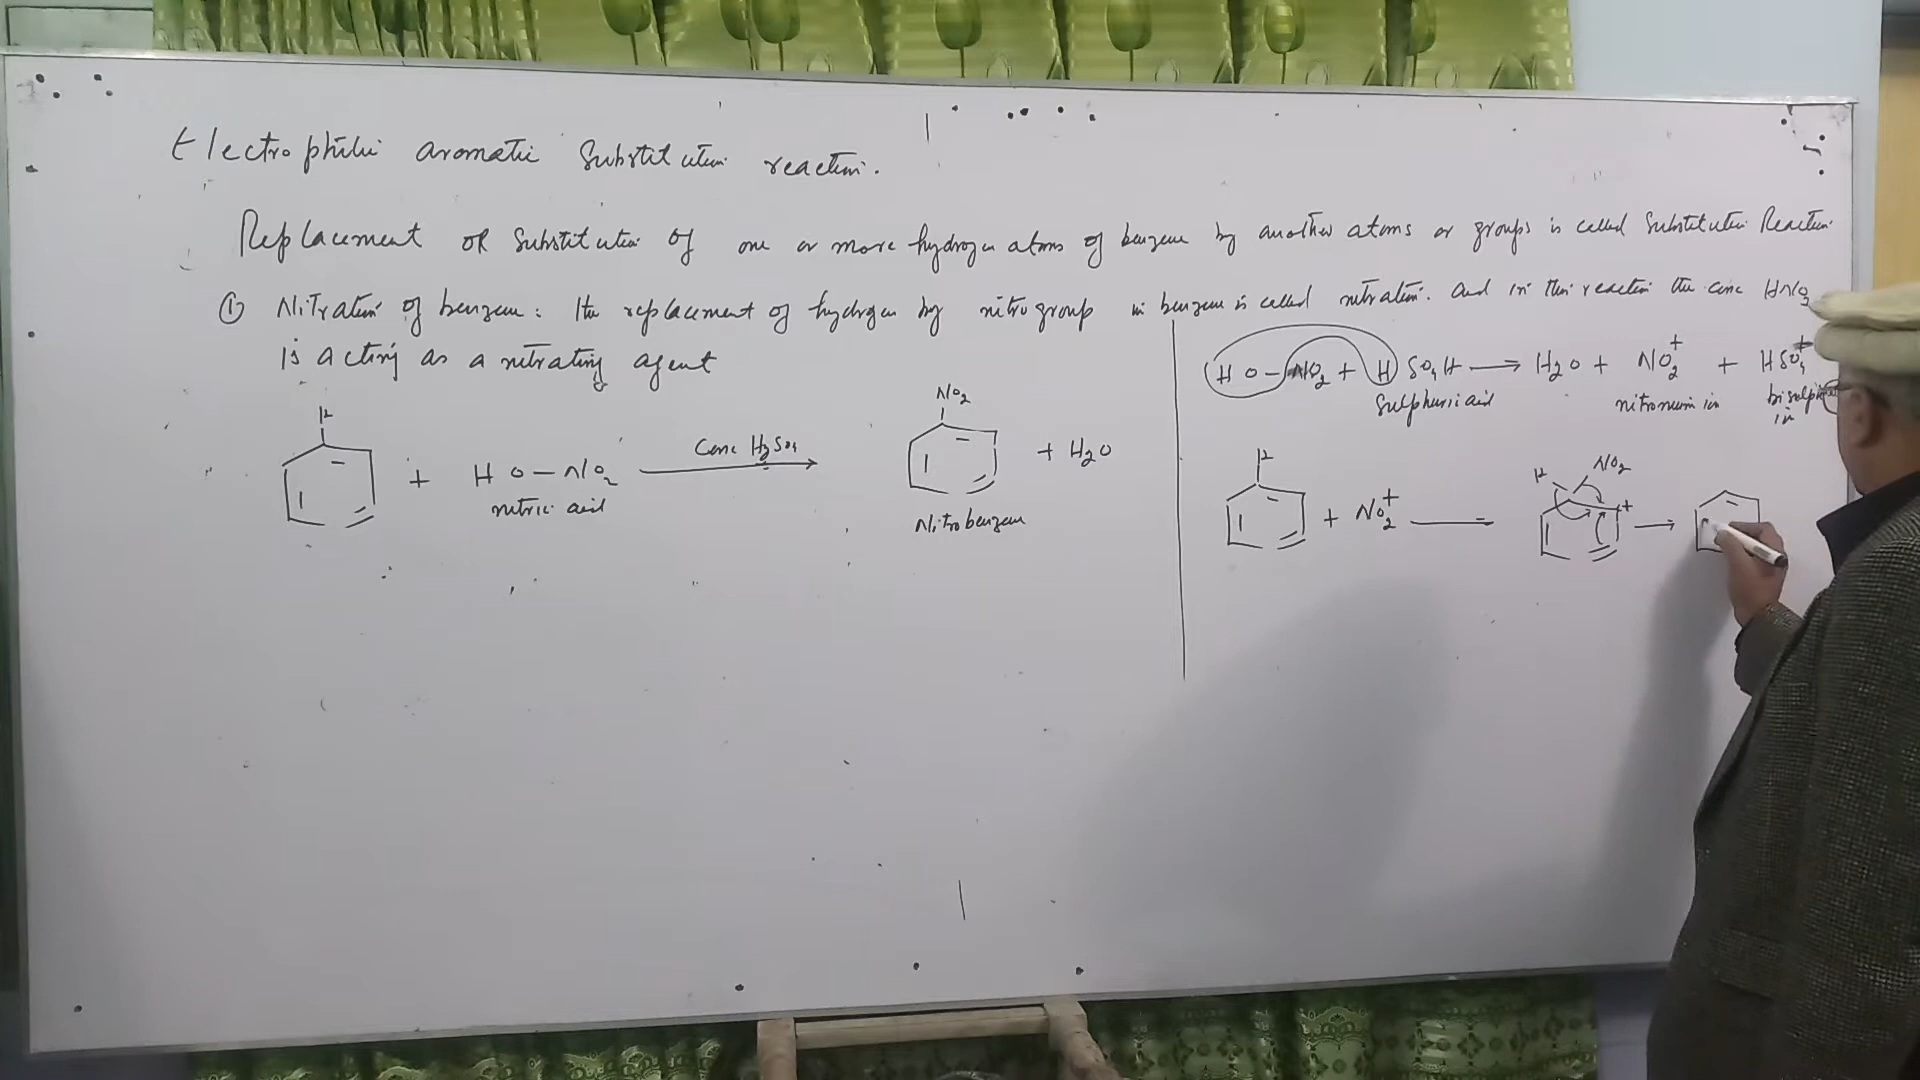 Electrophilic aromatic Substitution reaction.
Replacement OR Substitution of one or more hydrogen atoms of benzene by another atoms or groups is called Substitution Reaction
① Nitration of benzene: the replacement of hydrogen by nitro group in benzene is called nitration. And in this reaction the conc HNO3
is acting as a nitrating agent
H + H O – NO2 Conc H2SO4 → NO2 + H2O
nitric acid
Nitrobenzene
H O – NO2 + H SO4 H → H2O + NO2+ + HSO4+
Sulphuric acid nitronium ion
H + NO2+ H NO2 + →